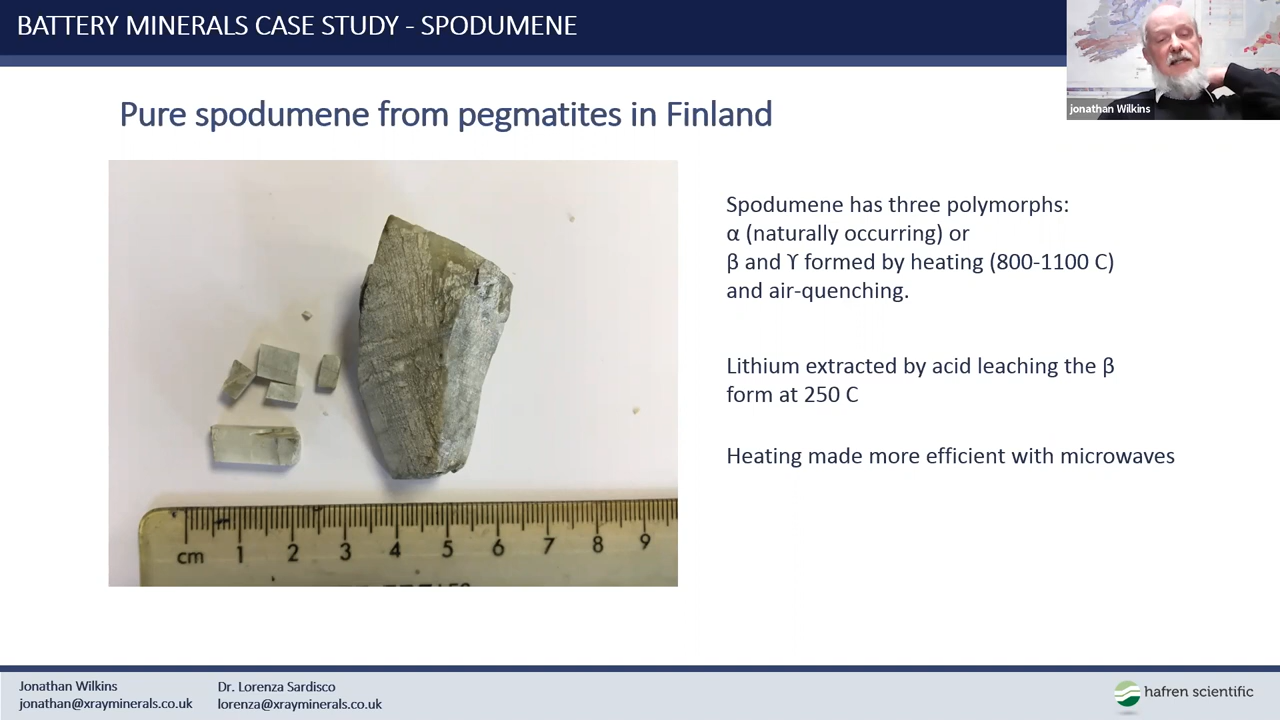 BATTERY MINERALS CASE STUDY - SPODUMENE
jonathan Wilkins
Pure spodumene from pegmatites in Finland
Spodumene has three polymorphs:
α (naturally occurring) or
β and ϒ formed by heating (800-1100 C)
and air-quenching.
Lithium extracted by acid leaching the β
form at 250 C
Heating made more efficient with microwaves
cm 1 2 3 4 5 6 7 8 9
Jonathan Wilkins
jonathan@xrayminerals.co.uk
Dr. Lorenza Sardisco
lorenza@xrayminerals.co.uk
hafren scientific